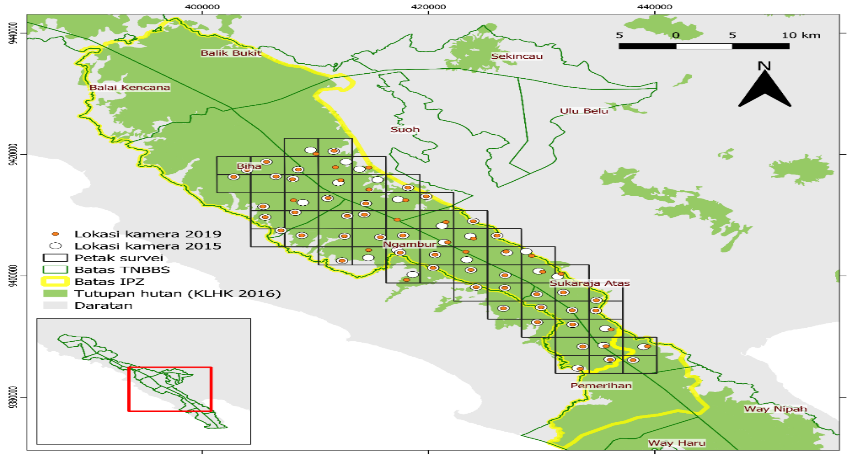 400000 420000 440000
9440000
9420000
9400000
9380000
Balik Bukit
Sekincau
Balai Kencana
Ulu Belu
Suoh
Biha
Ngambur
Sukaraja Atas
Pemerihan
Way Nipah
Way Haru
5 0 5 10 km
N
Lokasi kamera 2019
Lokasi kamera 2015
Petak survei
Batas TNBBS
Batas IPZ
Tutupan hutan (KLHK 2016)
Daratan